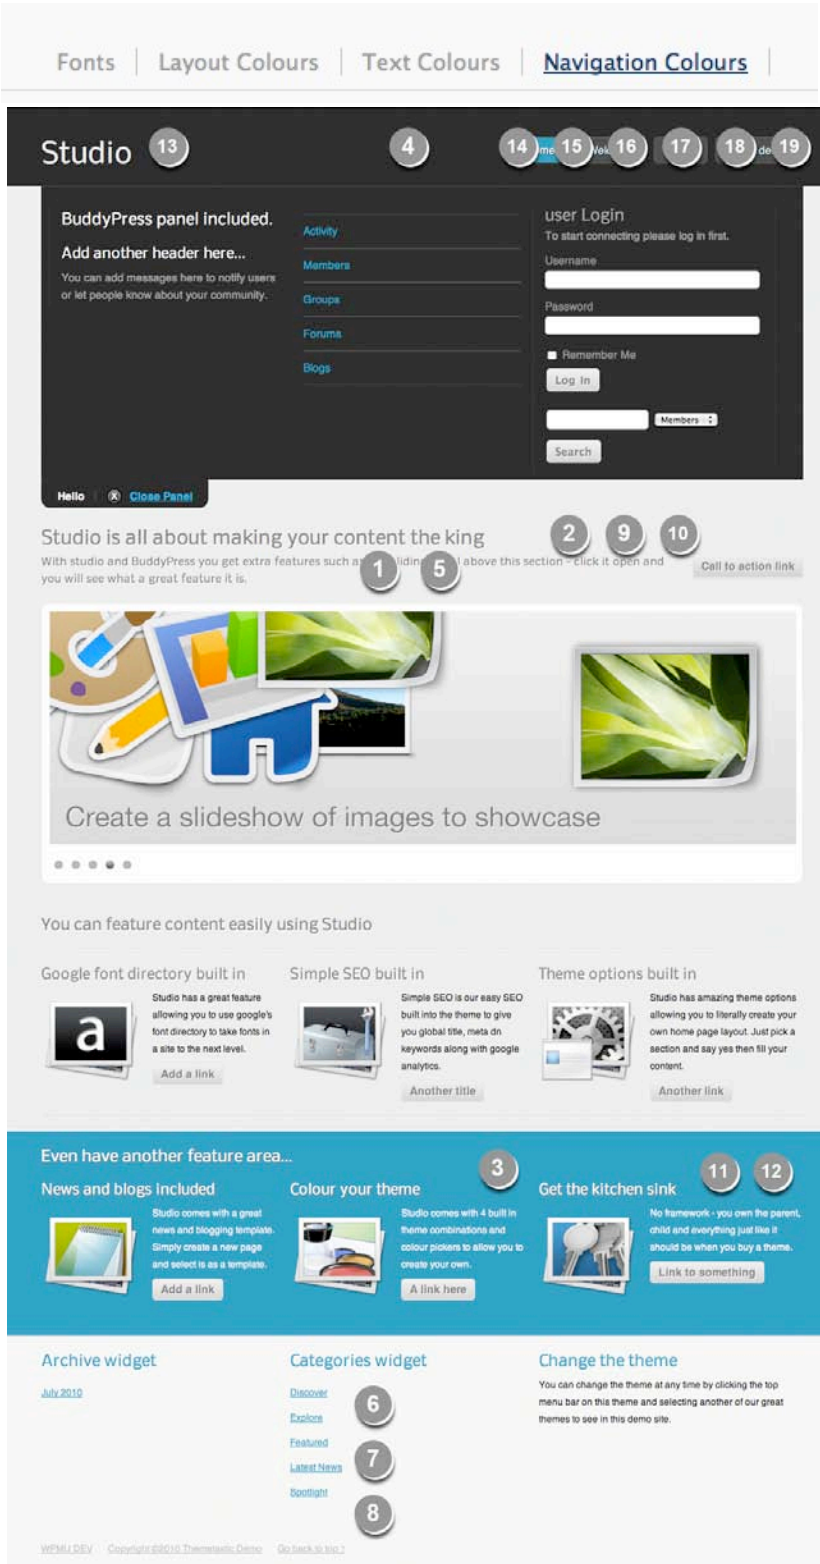 Fonts | Layout Colours | Text Colours | Navigation Colours |
Studio 13 4 14 me 15 16 17 18 de 19
BuddyPress panel included.
Add another header here...
You can add messages here to notify users
or let people know about your community.
Activity
Members
Groups
Forums
Blogs
user Login
To start connecting please log in first.
Username
Password
Remember Me
Log In
Members
Search
Hello | X Close Panel
Studio is all about making your content the king
2 9 10
With studio and BuddyPress you get extra features such above this section - click it open and
you will see what a great feature it is.
1 5
Call to action link
Create a slideshow of images to showcase
You can feature content easily using Studio
Google font directory built in
Studio has a great feature
allowing you to use google's
font directory to take fonts in
a site to the next level.
Add a link
Simple SEO built in
Simple SEO is our easy SEO
built into the theme to give
you global title, meta dn
keywords along with google
analytics.
Another title
Theme options built in
Studio has amazing theme options
allowing you to literally create your
own home page layout. Just pick a
section and say yes then fill your
content.
Another link
a
Even have another feature area...
3 11 12
News and blogs included
Studio comes with a great
news and blogging template.
Simply create a new page
and select is as a template.
Add a link
Colour your theme
Studio comes with 4 built in
theme combinations and
colour pickers to allow you to
create your own.
A link here
Get the kitchen sink
No framework - you own the parent,
child and everything just like it
should be when you buy a theme.
Link to something
Archive widget
July 2010
Categories widget
Discover
6
Explore
Featured
7
Latest News
Spotlight
8
Change the theme
You can change the theme at any time by clicking the top
menu bar on this theme and selecting another of our great
themes to see in this demo site.
WPMU DEV Copyright ©2010 Themetastic Demo Go back to top ↑